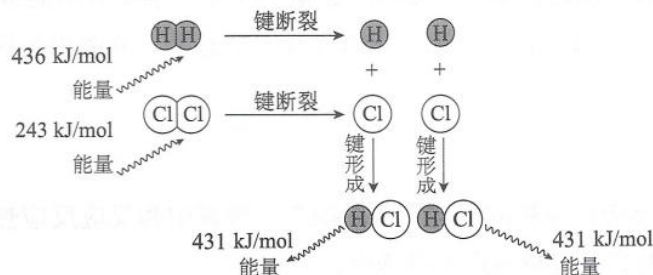 H H 键断裂 H H
436 kJ/mol
能量
+ +
Cl Cl 键断裂 Cl Cl
243 kJ/mol
能量
键形成 键形成
H Cl H Cl
431 kJ/mol 431 kJ/mol
能量 能量